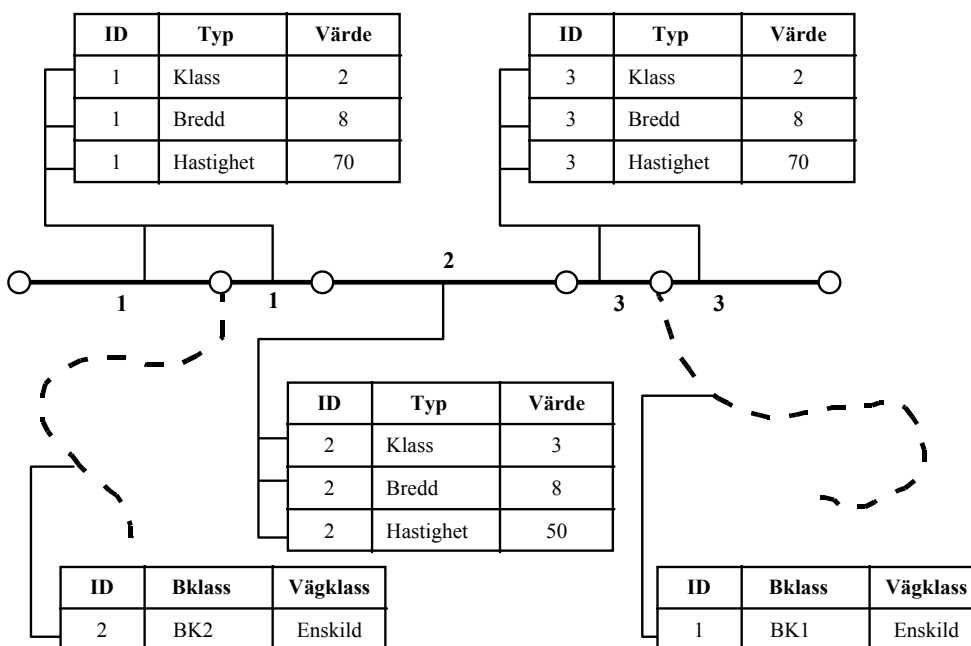 ID Typ Värde
1 Klass 2
1 Bredd 8
1 Hastighet 70
ID Typ Värde
3 Klass 2
3 Bredd 8
3 Hastighet 70
2
1 1 3 3
ID Typ Värde
2 Klass 3
2 Bredd 8
2 Hastighet 50
ID Bklass Vägklass
2 BK2 Enskild
ID Bklass Vägklass
1 BK1 Enskild